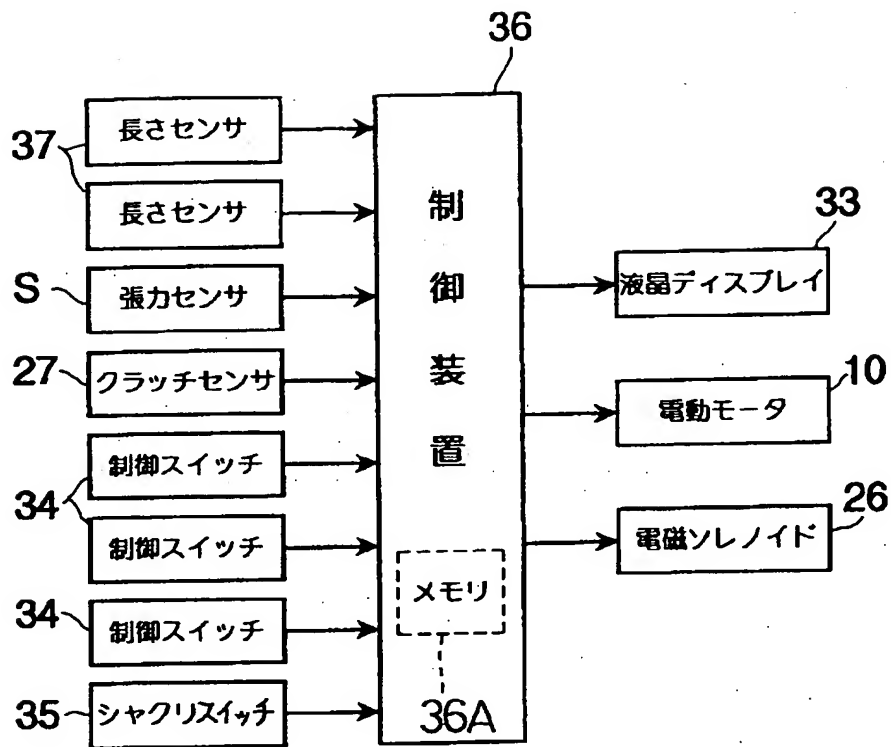 36
37
長さセンサ
長さセンサ
S
張力センサ
27
クラッチセンサ
34
制御スイッチ
制御スイッチ
34
制御スイッチ
35
シャクリスイッチ
制御装置
メモリ
36A
33
液晶ディスプレイ
10
電動モータ
26
電磁ソレノイド